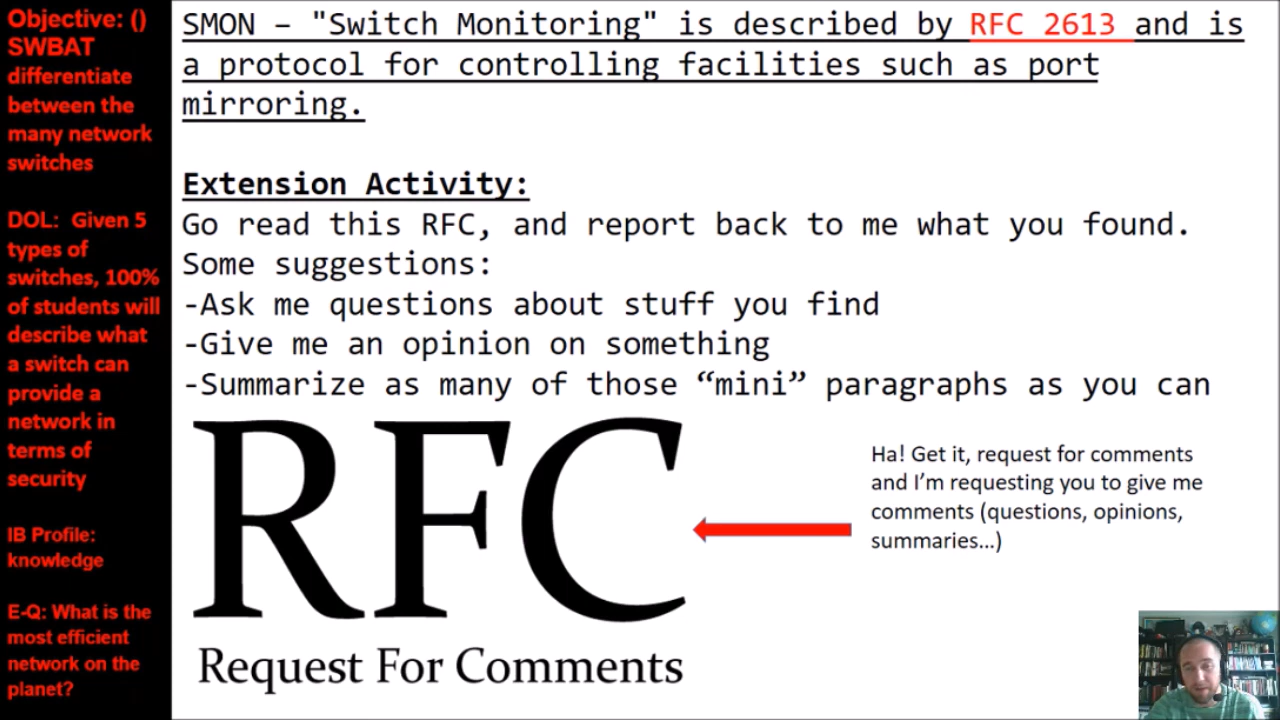 Objective: ()
SWBAT
differentiate
between the
many network
switches
DOL: Given 5
types of
switches, 100%
of students will
describe what
a switch can
provide a
network in
terms of
security
IB Profile:
knowledge
E-Q: What is the
most efficient
network on the
planet?
SMON – "Switch Monitoring" is described by RFC 2613 and is
a protocol for controlling facilities such as port
mirroring.
Extension Activity:
Go read this RFC, and report back to me what you found.
Some suggestions:
-Ask me questions about stuff you find
-Give me an opinion on something
-Summarize as many of those “mini” paragraphs as you can
RFC
Request For Comments
Ha! Get it, request for comments
and I’m requesting you to give me
comments (questions, opinions,
summaries...)